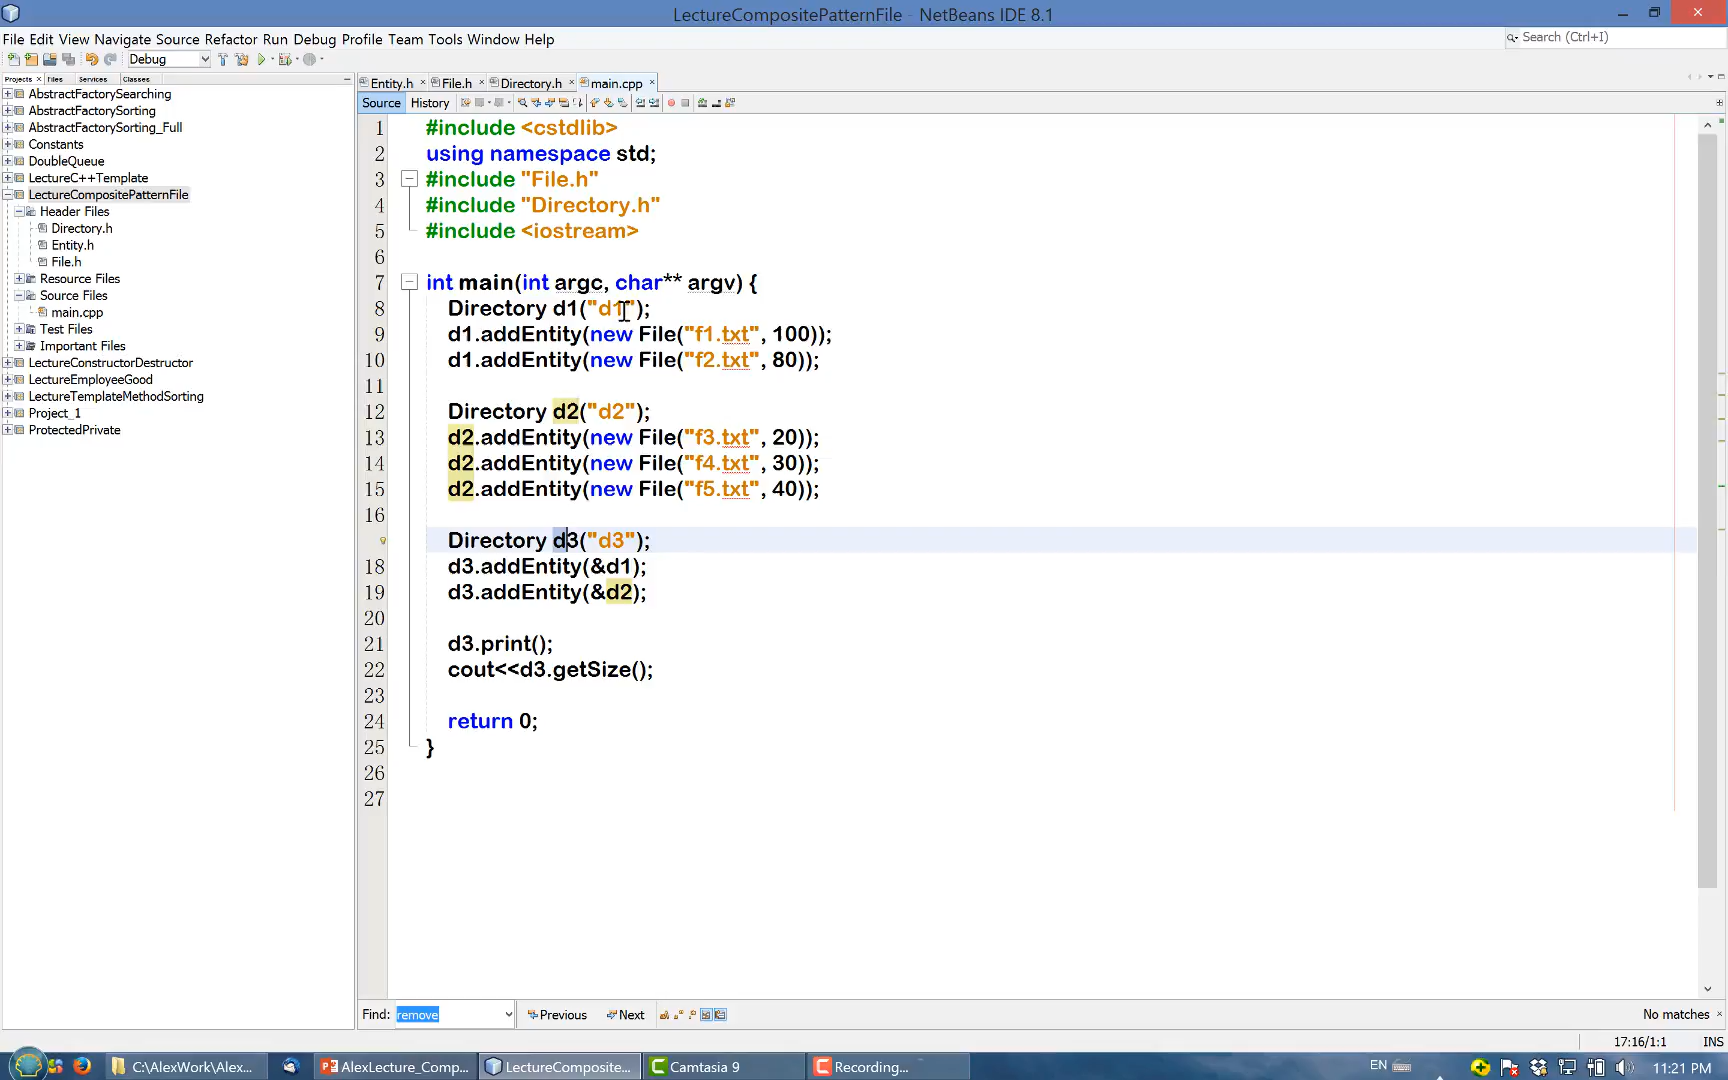 LectureCompositePatternFile - NetBeans IDE 8.1
File Edit View Navigate Source Refactor Run Debug Profile Team Tools Window Help
Search (Ctrl+I)
Debug
Projects Files Services Classes
Entity.h File.h Directory.h main.cpp
Source History
AbstractFactorySearching
AbstractFactorySorting
AbstractFactorySorting_Full
Constants
DoubleQueue
LectureC++Template
LectureCompositePatternFile
Header Files
Directory.h
Entity.h
File.h
Resource Files
Source Files
main.cpp
Test Files
Important Files
LectureConstructorDestructor
LectureEmployeeGood
LectureTemplateMethodSorting
Project_1
ProtectedPrivate
1 #include <cstdlib>
2 using namespace std;
3 #include "File.h"
4 #include "Directory.h"
5 #include <iostream>
6
7 int main(int argc, char** argv) {
8 Directory d1("d1");
9 d1.addEntity(new File("f1.txt", 100));
10 d1.addEntity(new File("f2.txt", 80));
11
12 Directory d2("d2");
13 d2.addEntity(new File("f3.txt", 20));
14 d2.addEntity(new File("f4.txt", 30));
15 d2.addEntity(new File("f5.txt", 40));
16
Directory d3("d3");
18 d3.addEntity(&d1);
19 d3.addEntity(&d2);
20
21 d3.print();
22 cout<<d3.getSize();
23
24 return 0;
25 }
26
27
Find: remove Previous Next No matches
17:16/1:1 INS
C:\AlexWork\Alex... AlexLecture_Comp... LectureComposite... Camtasia 9 Recording... EN 11:21 PM